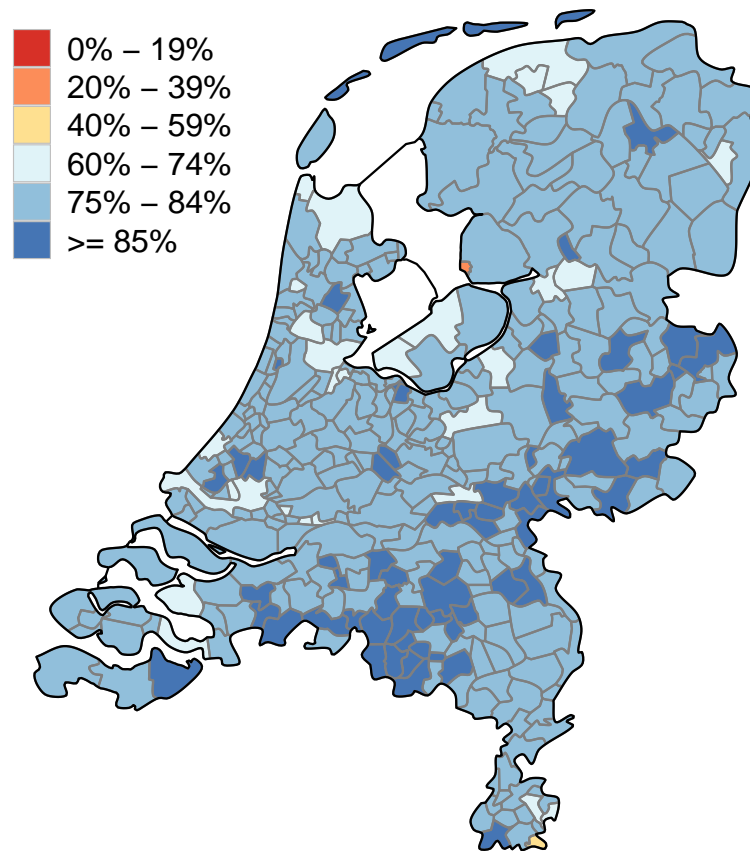 0% – 19%
20% – 39%
40% – 59%
60% – 74%
75% – 84%
>= 85%